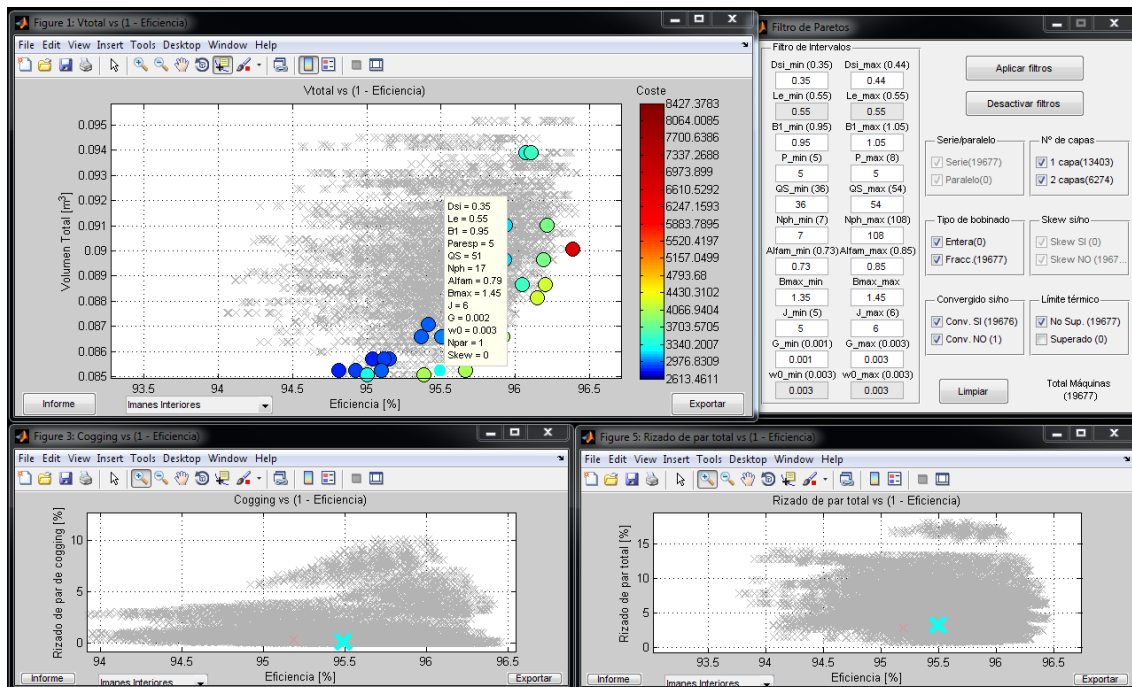 Figure 1: Vtotal vs (1 - Eficiencia)
File Edit View Insert Tools Desktop Window Help
Vtotal vs (1 - Eficiencia)
Volumen Total [m³]
0.095
0.094
0.093
0.092
0.091
0.09
0.089
0.088
0.087
0.086
0.085
93.5 94 94.5 95 95.5 96 96.5
Eficiencia [%]
Dsi = 0.35
Le = 0.55
B1 = 0.95
Paresp = 5
QS = 51
Nph = 17
Alfam = 0.79
Bmax = 1.45
J = 6
G = 0.002
w0 = 0.003
Npar = 1
Skew = 0
Coste
8427.3783
8064.0085
7700.6386
7337.2688
6973.899
6610.5292
6247.1593
5883.7895
5520.4197
5157.0499
4793.68
4430.3102
4066.9404
3703.5705
3340.2007
2976.8309
2613.4611
Informe
Imanes Interiores
Exportar
Filtro de Paretos
Filtro de Intervalos
Dsi_min (0.35) Dsi_max (0.44)
0.35 0.44
Le_min (0.55) Le_max (0.55)
0.55 0.55
B1_min (0.95) B1_max (1.05)
0.95 1.05
P_min (5) P_max (8)
5 5
QS_min (36) QS_max (54)
36 54
Nph_min (7) Nph_max (108)
7 108
Alfam_min (0.73) Alfam_max (0.85)
0.73 0.85
Bmax_min Bmax_max
1.35 1.45
J_min (5) J_max (6)
5 6
G_min (0.001) G_max (0.003)
0.001 0.003
w0_min (0.003) w0_max (0.003)
0.003 0.003
Aplicar filtros
Desactivar filtros
Serie/paralelo
Serie(19677)
Paralelo(0)
Nº de capas
1 capa(13403)
2 capas(6274)
Tipo de bobinado
Entera(0)
Fracc.(19677)
Skew si/no
Skew SI (0)
Skew NO (1967...
Convergido si/no
Conv. SI (19676)
Conv. NO (1)
Límite térmico
No Sup. (19677)
Superado (0)
Limpiar
Total Máquinas
(19677)
Figure 3: Cogging vs (1 - Eficiencia)
File Edit View Insert Tools Desktop Window Help
Cogging vs (1 - Eficiencia)
Rizado de par de cogging [%]
10
5
0
94 94.5 95 95.5 96 96.5
Eficiencia [%]
Informe
Imanes Interiores
Exportar
Figure 5: Rizado de par total vs (1 - Eficiencia)
File Edit View Insert Tools Desktop Window Help
Rizado de par total vs (1 - Eficiencia)
Rizado de par total [%]
15
10
5
0
93.5 94 94.5 95 95.5 96 96.5
Eficiencia [%]
Informe
Imanes Interiores
Exportar